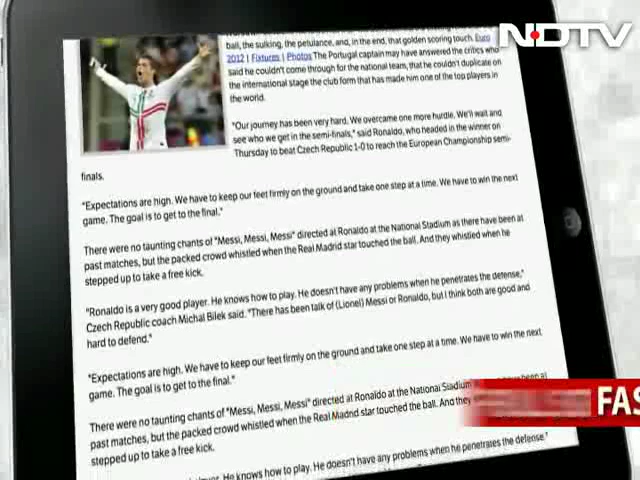 NDTV
ball, the sulking, the petulance, and, in the end, that golden scoring touch. Euro
2012 | Fixtures | Photos The Portugal captain may have answered the critics who
said he couldn't come through for the national team, that he couldn't duplicate on
the international stage the club form that has made him one of the top players in
the world.
"Our journey has been very hard. We overcame one more hurdle. We'll wait and
see who we get in the semi-finals," said Ronaldo, who headed in the winner on
Thursday to beat Czech Republic 1-0 to reach the European Championship semi-
finals.
"Expectations are high. We have to keep our feet firmly on the ground and take one step at a time. We have to win the next
game. The goal is to get to the final."
There were no taunting chants of "Messi, Messi, Messi" directed at Ronaldo at the National Stadium as there have been at
past matches, but the packed crowd whistled when the Real Madrid star touched the ball. And they whistled when he
stepped up to take a free kick.
"Ronaldo is a very good player. He knows how to play. He doesn't have any problems when he penetrates the defense,"
Czech Republic coach Michal Bilek said. "There has been talk of (Lionel) Messi or Ronaldo, but I think both are good and
hard to defend."
"Expectations are high. We have to keep our feet firmly on the ground and take one step at a time. We have to win the next
game. The goal is to get to the final."
There were no taunting chants of "Messi, Messi, Messi" directed at Ronaldo at the National Stadium
past matches, but the packed crowd whistled when the Real Madrid star touched the ball. And they
stepped up to take a free kick.
player. He knows how to play. He doesn't have any problems when he penetrates the defense,"
FAS